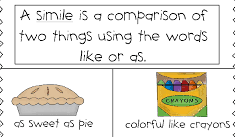 A simile is a comparison of
two things using the words
like or as.
CRAYONS
as sweet as pie
colorful like crayons